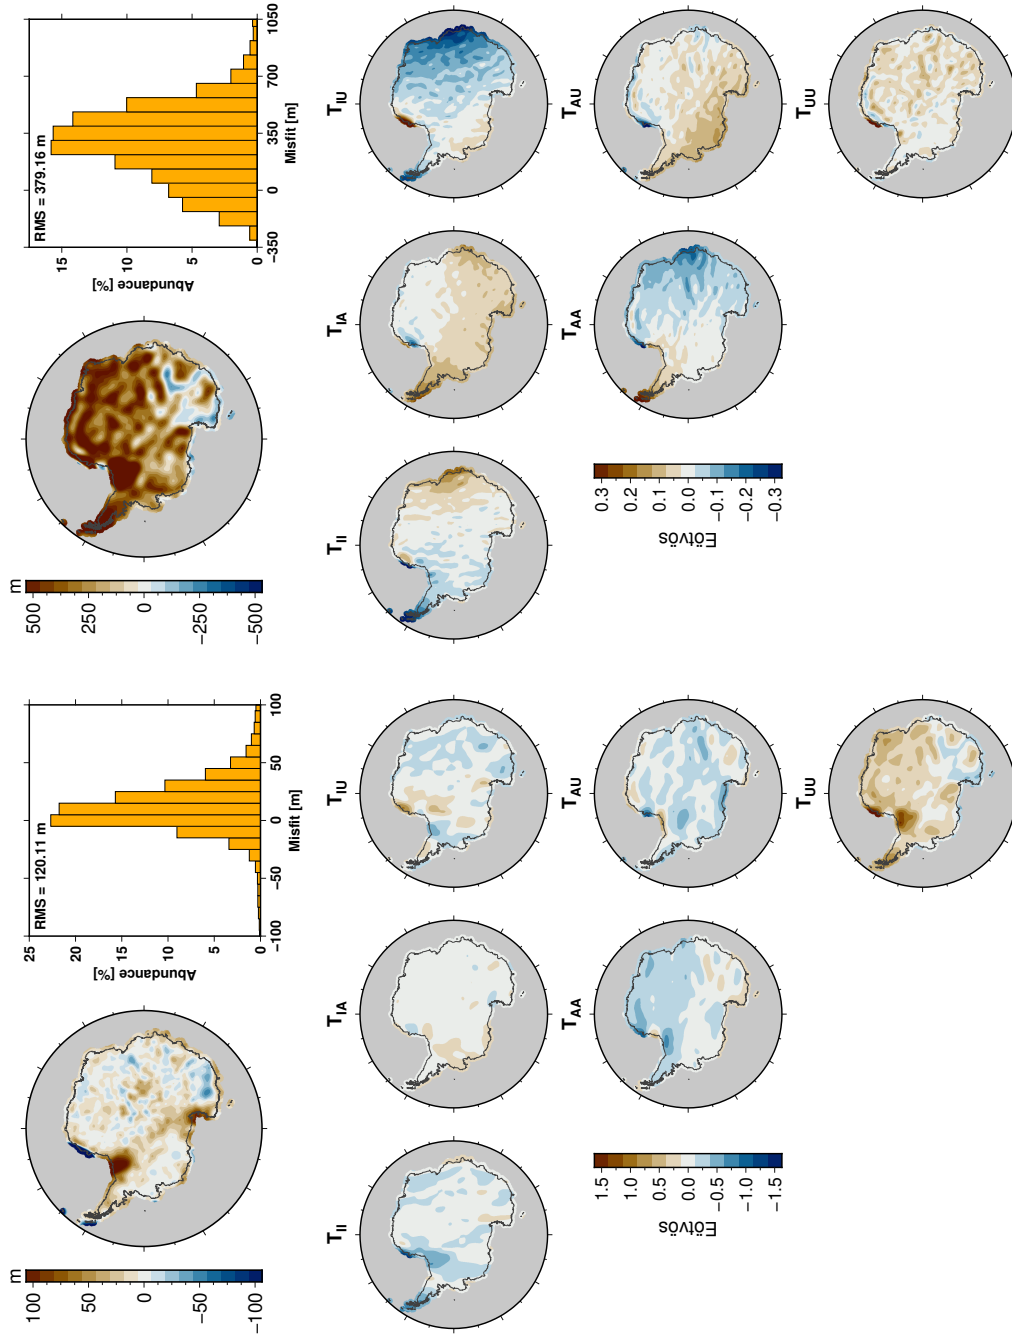 m
100
50
0
−50
−100
RMS = 120.11 m
Abundance [%]
25
20
15
10
5
0
−100 −50 0 50 100
Misfit [m]
T_II
T_IA
T_IU
T_AA
T_AU
T_UU
1.5
1.0
0.5
0.0
−0.5
−1.0
−1.5
Eötvös
m
500
250
0
−250
−500
RMS = 379.16 m
Abundance [%]
15
10
5
0
−350 0 350 700 1050
Misfit [m]
T_II
T_IA
T_IU
T_AA
T_AU
T_UU
0.3
0.2
0.1
0.0
−0.1
−0.2
−0.3
Eötvös